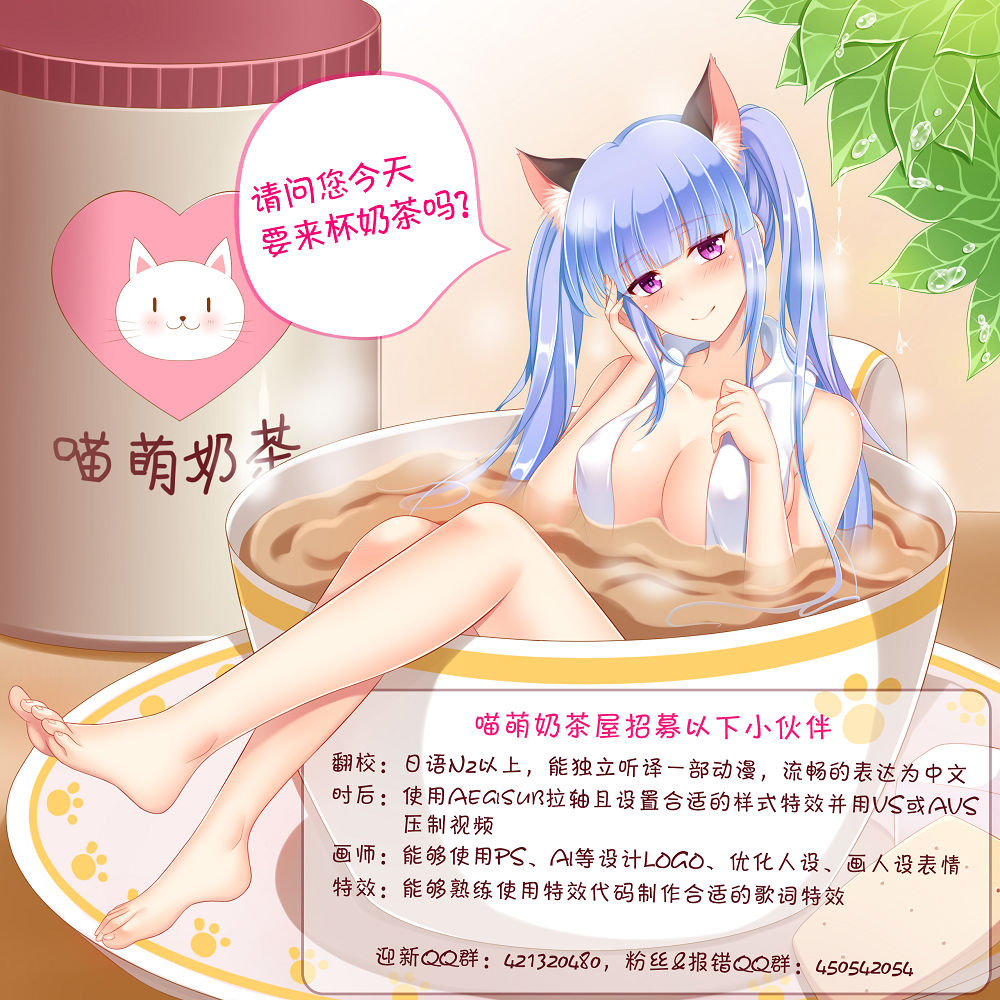 请问您今天
要来杯奶茶吗?
喵萌奶茶
喵萌奶茶屋招募以下小伙伴
翻校：日语N2以上，能独立听译一部动漫，流畅的表达为中文
时后：使用AEGISUB拉轴且设置合适的样式特效并用VS或AVS
压制视频
画师：能够使用PS、AI等设计LOGO、优化人设、画人设表情
特效：能够熟练使用特效代码制作合适的歌词特效
迎新QQ群：421320480，粉丝&报错QQ群：450542054